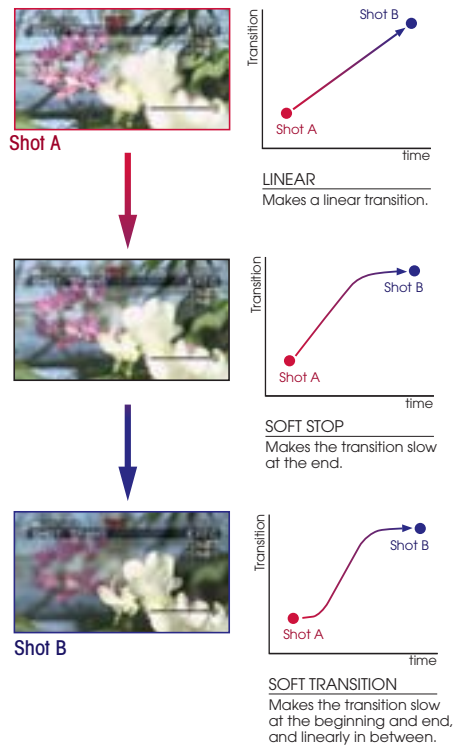 Shot A
Transition
Shot B
Shot A
time
LINEAR
Makes a linear transition.
Transition
Shot B
Shot A
time
SOFT STOP
Makes the transition slow
at the end.
Shot B
Transition
Shot B
Shot A
time
SOFT TRANSITION
Makes the transition slow
at the beginning and end,
and linearly in between.